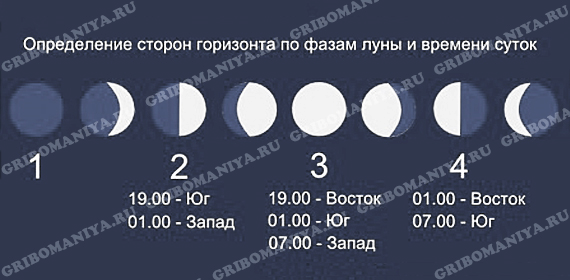 Определение сторон горизонта по фазам луны и времени суток
1 2 3 4
19.00 - Юг 19.00 - Восток 01.00 - Восток
01.00 - Запад 01.00 - Юг 07.00 - Юг
07.00 - Запад
GRIBOMANIYA.RU